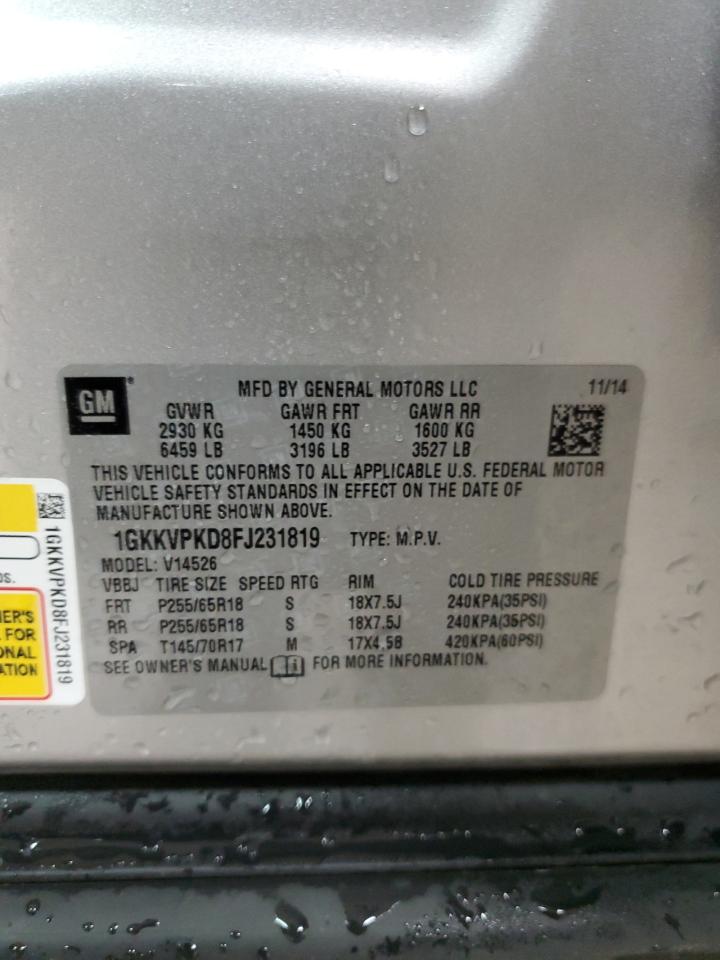 GM
MFD BY GENERAL MOTORS LLC 11/14
GVWR GAWR FRT GAWR RR
2930 KG 1450 KG 1600 KG
6459 LB 3196 LB 3527 LB
THIS VEHICLE CONFORMS TO ALL APPLICABLE U.S. FEDERAL MOTOR
VEHICLE SAFETY STANDARDS IN EFFECT ON THE DATE OF
MANUFACTURE SHOWN ABOVE.
1GKKVPKD8FJ231819 TYPE: M.P.V.
MODEL: V14526
VBBJ TIRE SIZE SPEED RTG RIM COLD TIRE PRESSURE
FRT P255/65R18 S 18X7.5J 240KPA(35PSI)
RR P255/65R18 S 18X7.5J 240KPA(35PSI)
SPA T145/70R17 M 17X4.5B 420KPA(60PSI)
SEE OWNER'S MANUAL FOR MORE INFORMATION.
1GKKVPKD8FJ231819
FOR